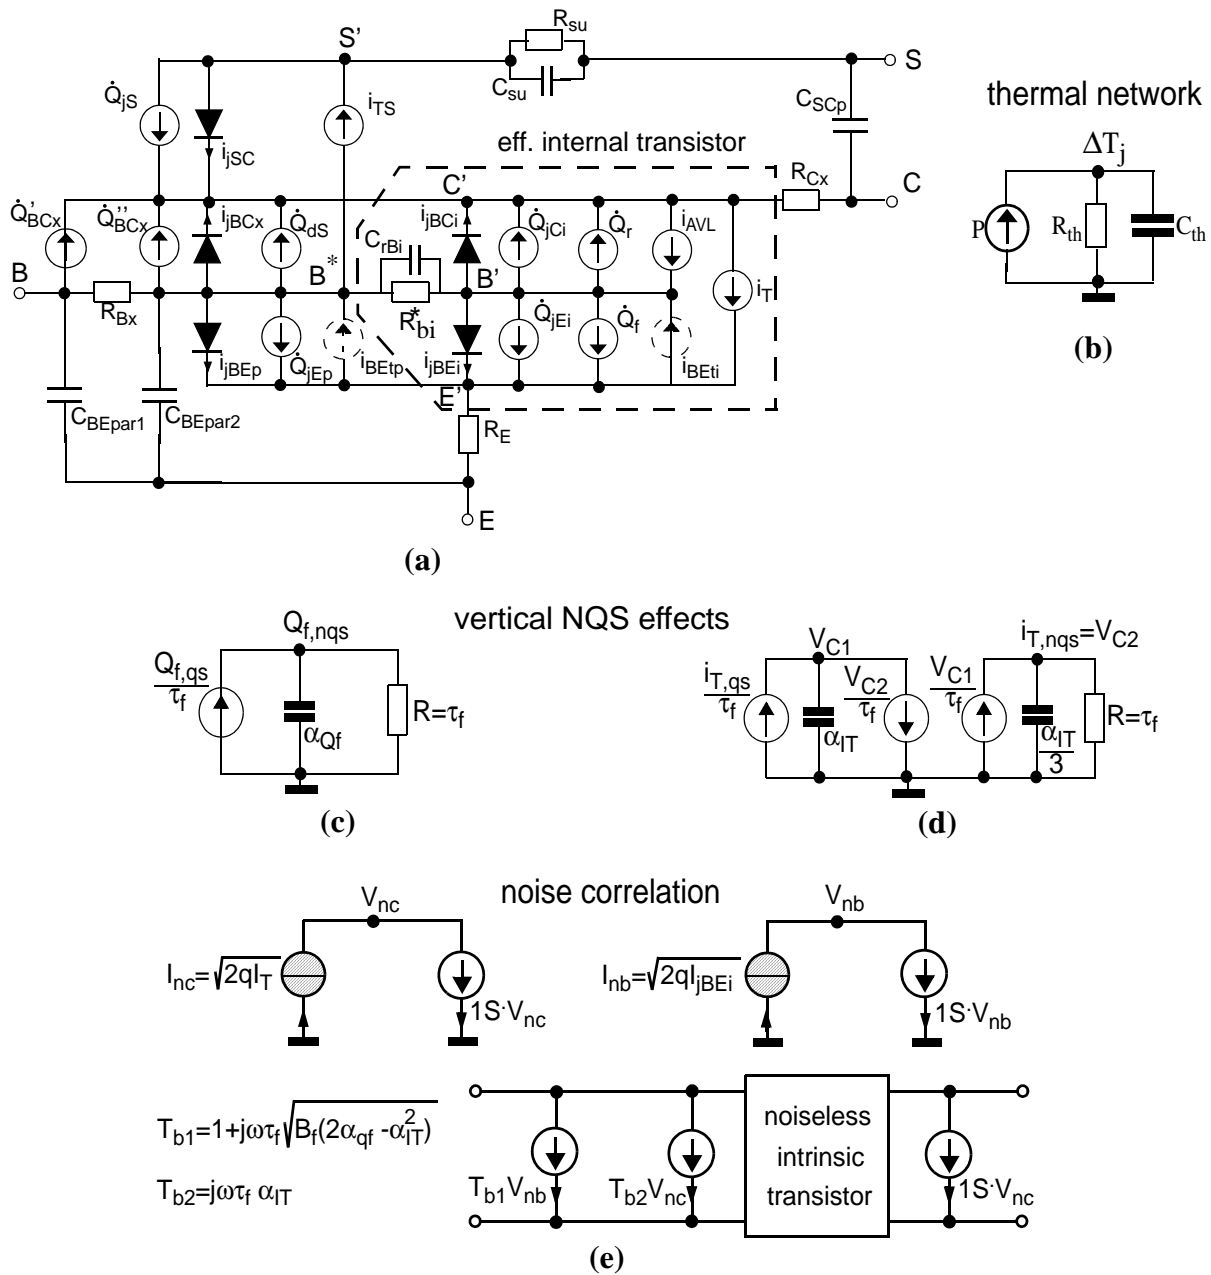 S'
R_su
S
C_su
Q̇_jS
i_TS
C_SCp
i_jSC
eff. internal transistor
C'
R_Cx
C
Q̇'_BCx
Q̇''_BCx
i_jBCx
Q̇_dS
C_rBi
i_jBCi
Q̇_jCi
Q̇_r
i_AVL
B
R_Bx
B*
R*_bi
B'
i_T
i_jBEp
Q̇_jEp
i_BEtp
i_jBEi
Q̇_jEi
Q̇_f
i_BEti
E'
C_BEpar1
C_BEpar2
R_E
E
(a)
thermal network
ΔT_j
P
R_th
C_th
(b)
vertical NQS effects
Q_f,nqs
Q_f,qs
τ_f
α_Qf
R=τ_f
(c)
V_C1
i_T,nqs=V_C2
i_T,qs
τ_f
α_IT
V_C2
τ_f
V_C1
τ_f
α_IT
3
R=τ_f
(d)
noise correlation
V_nc
I_nc=√2qI_T
1S·V_nc
V_nb
I_nb=√2qI_jBEi
1S·V_nb
T_b1=1+jωτ_f√B_f(2α_qf -α_IT^2)
T_b2=jωτ_f α_IT
T_b1V_nb
T_b2V_nc
noiseless
intrinsic
transistor
1S·V_nc
(e)